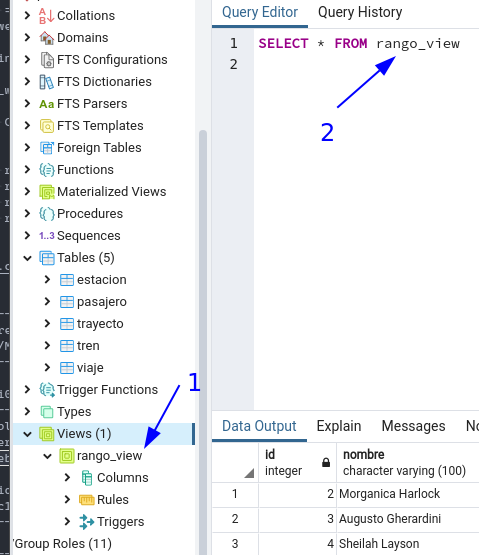 Collations
Domains
FTS Configurations
FTS Dictionaries
FTS Parsers
FTS Templates
Foreign Tables
Functions
Materialized Views
Procedures
1..3 Sequences
Tables (5)
estacion
pasajero
trayecto
tren
viaje
Trigger Functions
Types
Views (1)
rango_view
Columns
Rules
Triggers
Group Roles (11)
1
Query Editor Query History
1 SELECT * FROM rango_view
2
2
Data Output Explain Messages
id integer
nombre character varying (100)
1 2 Morganica Harlock
2 3 Augusto Gherardini
3 4 Sheilah Layson